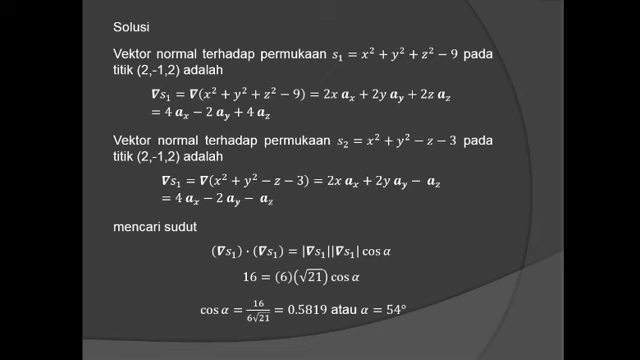 Solusi
Vektor normal terhadap permukaan s₁ = x² + y² + z² − 9 pada
titik (2,-1,2) adalah
∇s₁ = ∇(x² + y² + z² − 9) = 2x aₓ + 2y a_y + 2z a_z
= 4 aₓ − 2 a_y + 4 a_z
Vektor normal terhadap permukaan s₂ = x² + y² − z − 3 pada
titik (2,-1,2) adalah
∇s₁ = ∇(x² + y² − z − 3) = 2x aₓ + 2y a_y − a_z
= 4 aₓ − 2 a_y − a_z
mencari sudut
(∇s₁) · (∇s₁) = |∇s₁||∇s₁| cos α
16 = (6)(√21) cos α
cos α = 16/6√21 = 0.5819 atau α = 54°